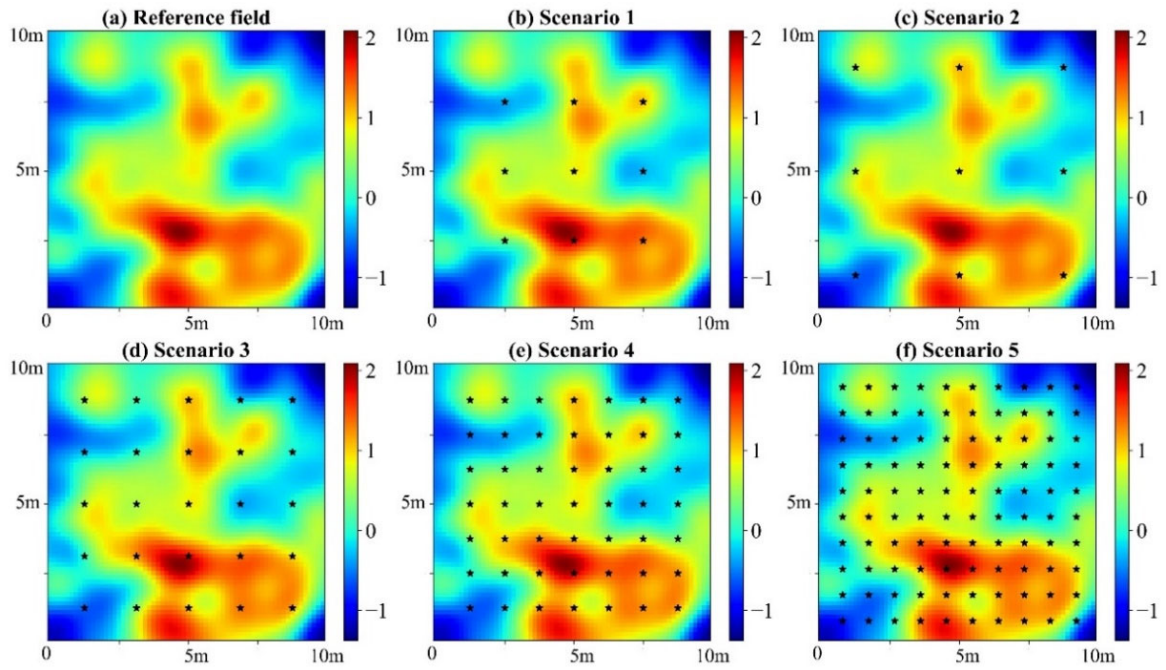 (a) Reference field
(b) Scenario 1
(c) Scenario 2
10m
2
10m
2
10m
2
1
1
1
5m
5m
5m
0
0
0
−1
−1
−1
0
5m
10m
0
5m
10m
0
5m
10m
(d) Scenario 3
(e) Scenario 4
(f) Scenario 5
10m
2
10m
2
10m
2
1
1
1
5m
5m
5m
0
0
0
−1
−1
−1
0
5m
10m
0
5m
10m
0
5m
10m